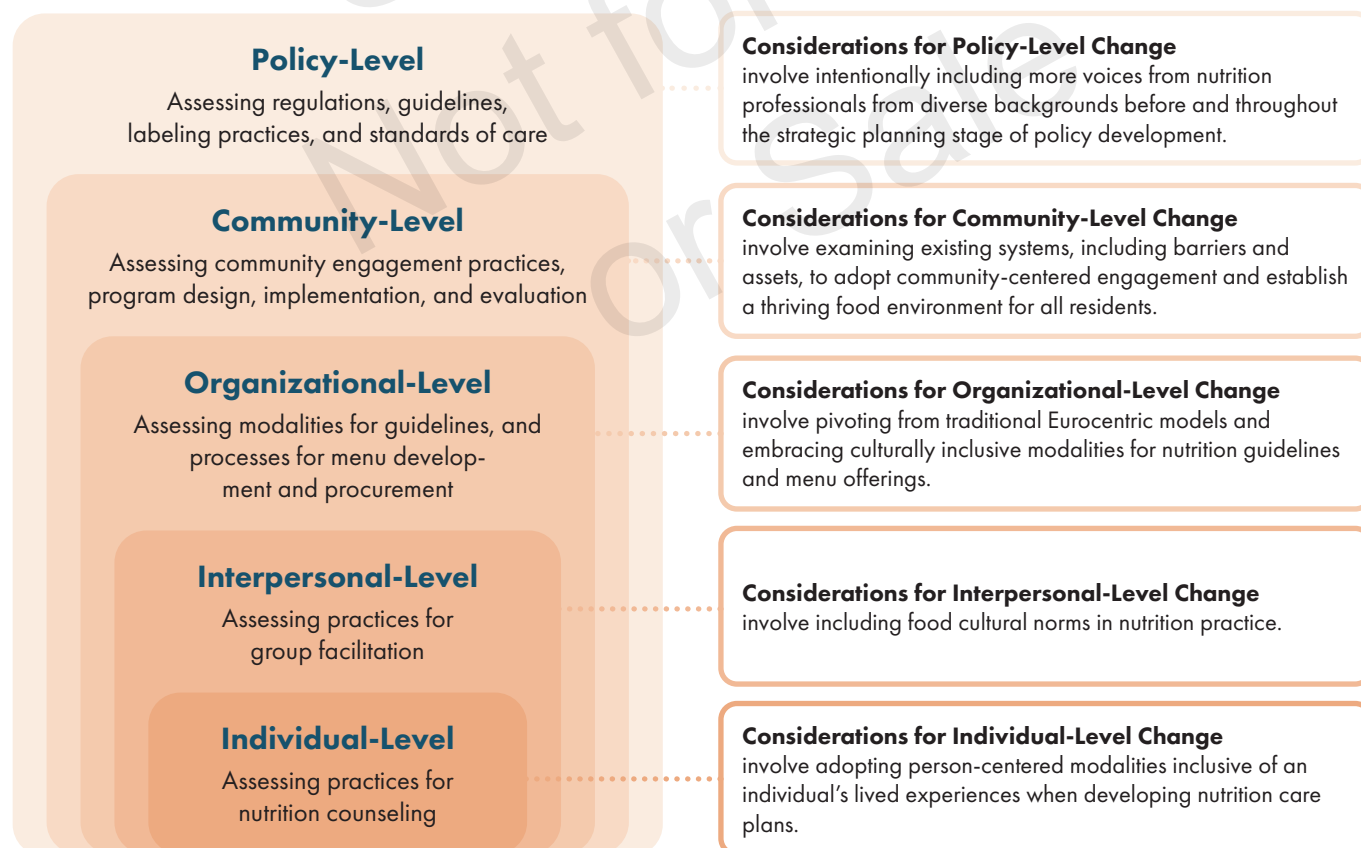 Policy-Level
Assessing regulations, guidelines,
labeling practices, and standards of care
Considerations for Policy-Level Change
involve intentionally including more voices from nutrition
professionals from diverse backgrounds before and throughout
the strategic planning stage of policy development.
Community-Level
Assessing community engagement practices,
program design, implementation, and evaluation
Considerations for Community-Level Change
involve examining existing systems, including barriers and
assets, to adopt community-centered engagement and establish
a thriving food environment for all residents.
Organizational-Level
Assessing modalities for guidelines, and
processes for menu develop-
ment and procurement
Considerations for Organizational-Level Change
involve pivoting from traditional Eurocentric models and
embracing culturally inclusive modalities for nutrition guidelines
and menu offerings.
Interpersonal-Level
Assessing practices for
group facilitation
Considerations for Interpersonal-Level Change
involve including food cultural norms in nutrition practice.
Individual-Level
Assessing practices for
nutrition counseling
Considerations for Individual-Level Change
involve adopting person-centered modalities inclusive of an
individual's lived experiences when developing nutrition care
plans.
Not for
or Sale